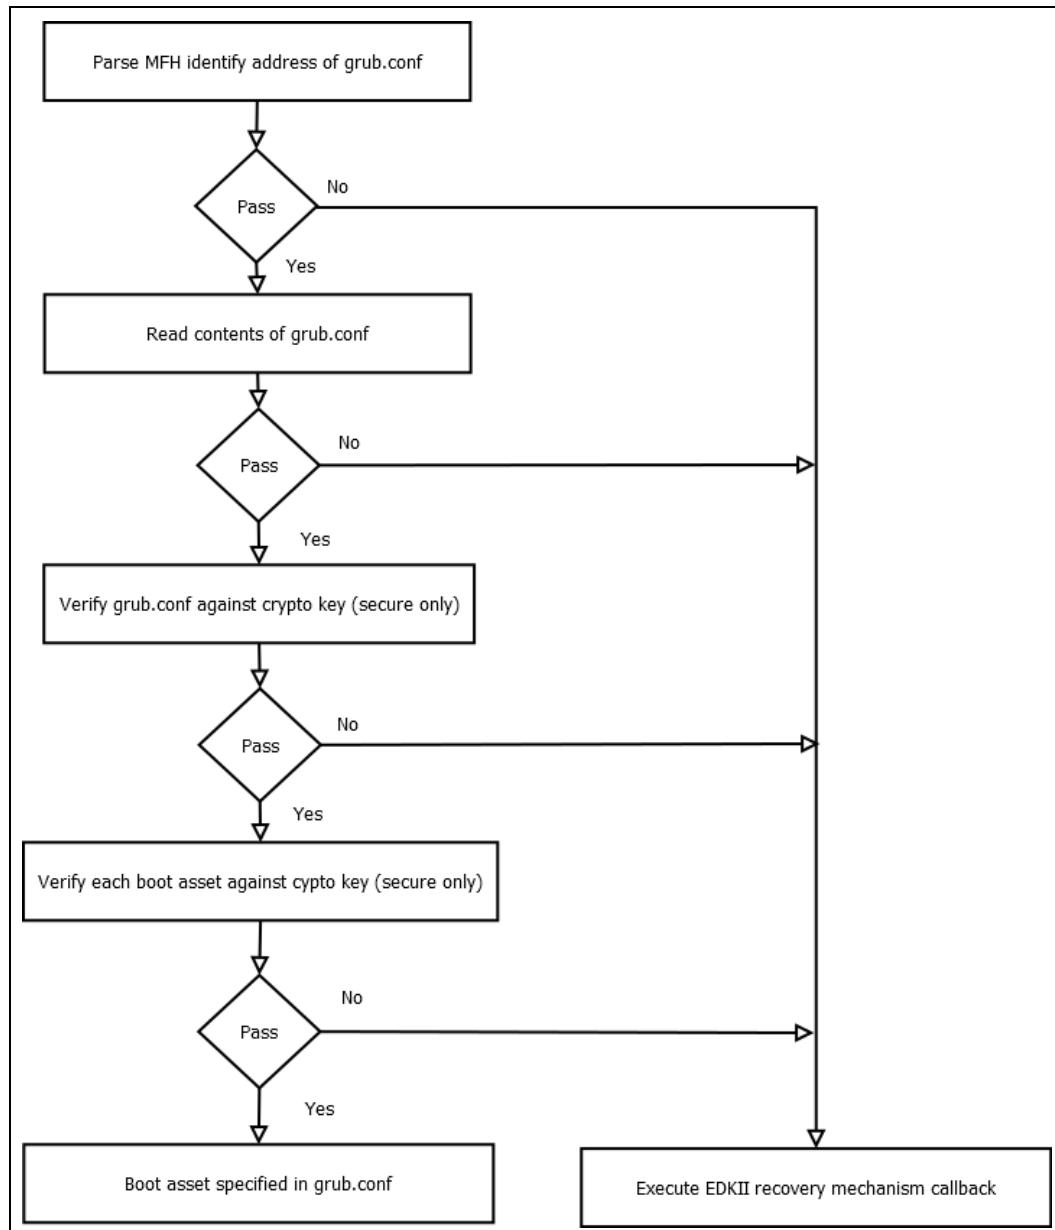 Parse MFH identify address of grub.conf
Pass
No
Yes
Read contents of grub.conf
Pass
No
Yes
Verify grub.conf against crypto key (secure only)
Pass
No
Yes
Verify each boot asset against cypto key (secure only)
Pass
No
Yes
Boot asset specified in grub.conf
Execute EDKII recovery mechanism callback